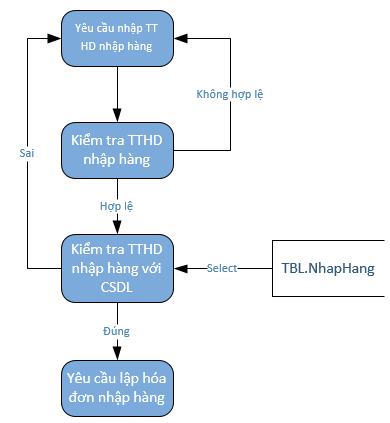 Yêu cầu nhập TT
HD nhập hàng
Không hợp lệ
Kiểm tra TTHD
nhập hàng
Sai
Hợp lệ
Kiểm tra TTHD
nhập hàng với
CSDL
Select
TBL.NhapHang
Đúng
Yêu cầu lập hóa
đơn nhập hàng